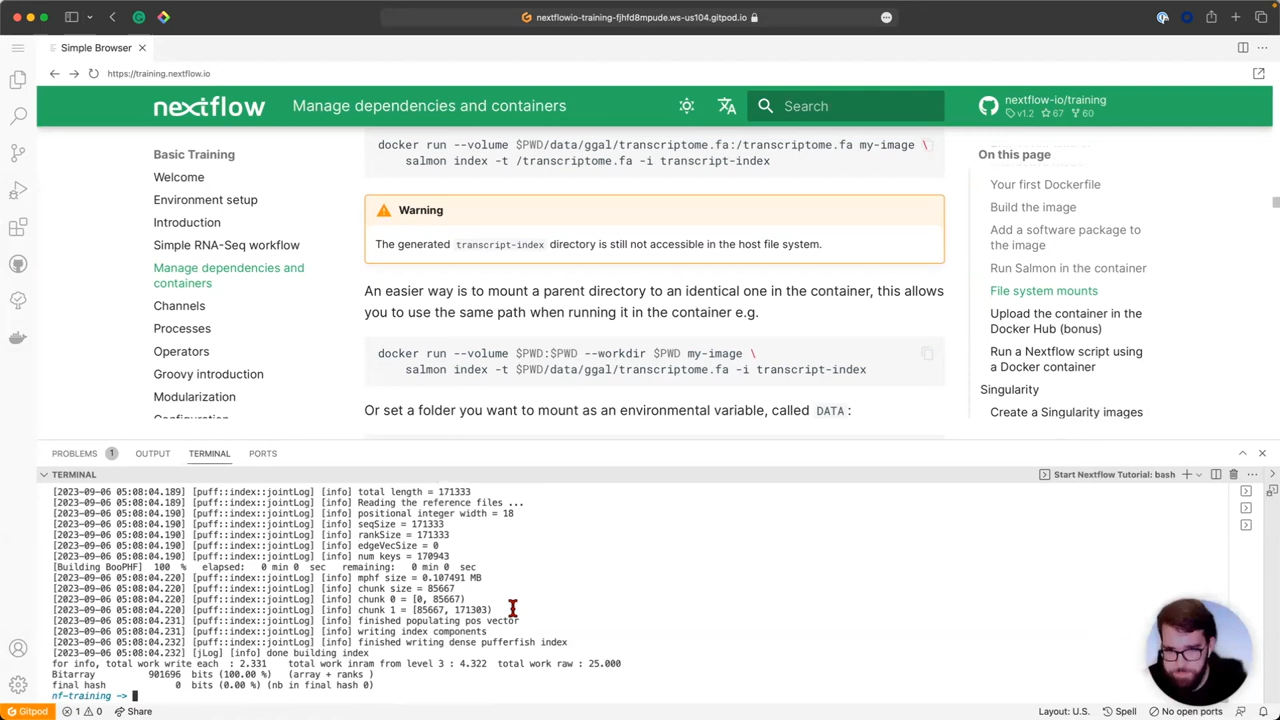 nextflowio-training-fjhfd8mpude.ws-us104.gitpod.io
Simple Browser
https://training.nextflow.io
nextflow
Manage dependencies and containers
Search
nextflow-io/training
v1.2 67 60
Basic Training
Welcome
Environment setup
Introduction
Simple RNA-Seq workflow
Manage dependencies and
containers
Channels
Processes
Operators
Groovy introduction
Modularization
docker run --volume $PWD/data/ggal/transcriptome.fa:/transcriptome.fa my-image \
salmon index -t /transcriptome.fa -i transcript-index
Warning
The generated transcript-index directory is still not accessible in the host file system.
An easier way is to mount a parent directory to an identical one in the container, this allows
you to use the same path when running it in the container e.g.
docker run --volume $PWD:$PWD --workdir $PWD my-image \
salmon index -t $PWD/data/ggal/transcriptome.fa -i transcript-index
Or set a folder you want to mount as an environmental variable, called DATA:
On this page
Your first Dockerfile
Build the image
Add a software package to
the image
Run Salmon in the container
File system mounts
Upload the container in the
Docker Hub (bonus)
Run a Nextflow script using
a Docker container
Singularity
Create a Singularity images
PROBLEMS 1 OUTPUT TERMINAL PORTS
TERMINAL
Start Nextflow Tutorial: bash
[2023-09-06 05:08:04.189] [puff::index::jointLog] [info] total length = 171333
[2023-09-06 05:08:04.189] [puff::index::jointLog] [info] Reading the reference files ...
[2023-09-06 05:08:04.190] [puff::index::jointLog] [info] positional integer width = 18
[2023-09-06 05:08:04.190] [puff::index::jointLog] [info] seqSize = 171333
[2023-09-06 05:08:04.190] [puff::index::jointLog] [info] rankSize = 171333
[2023-09-06 05:08:04.190] [puff::index::jointLog] [info] edgeVecSize = 0
[2023-09-06 05:08:04.190] [puff::index::jointLog] [info] num keys = 170943
[Building BooPHF] 100 % elapsed: 0 min 0 sec remaining: 0 min 0 sec
[2023-09-06 05:08:04.220] [puff::index::jointLog] [info] mphf size = 0.107491 MB
[2023-09-06 05:08:04.220] [puff::index::jointLog] [info] chunk size = 85667
[2023-09-06 05:08:04.220] [puff::index::jointLog] [info] chunk 0 = [0, 85667)
[2023-09-06 05:08:04.220] [puff::index::jointLog] [info] chunk 1 = [85667, 171303)
[2023-09-06 05:08:04.231] [puff::index::jointLog] [info] finished populating pos vector
[2023-09-06 05:08:04.231] [puff::index::jointLog] [info] writing index components
[2023-09-06 05:08:04.232] [puff::index::jointLog] [info] finished writing dense pufferfish index
[2023-09-06 05:08:04.232] [jLog] [info] done building index
for info, total work write each : 2.331 total work inram from level 3 : 4.322 total work raw : 25.000
Bitarray 901696 bits (100.00 %) (array + ranks )
final hash 0 bits (0.00 %) (nb in final hash 0)
nf-training ->
Gitpod 1 0 Share
Layout: U.S. Spell No open ports